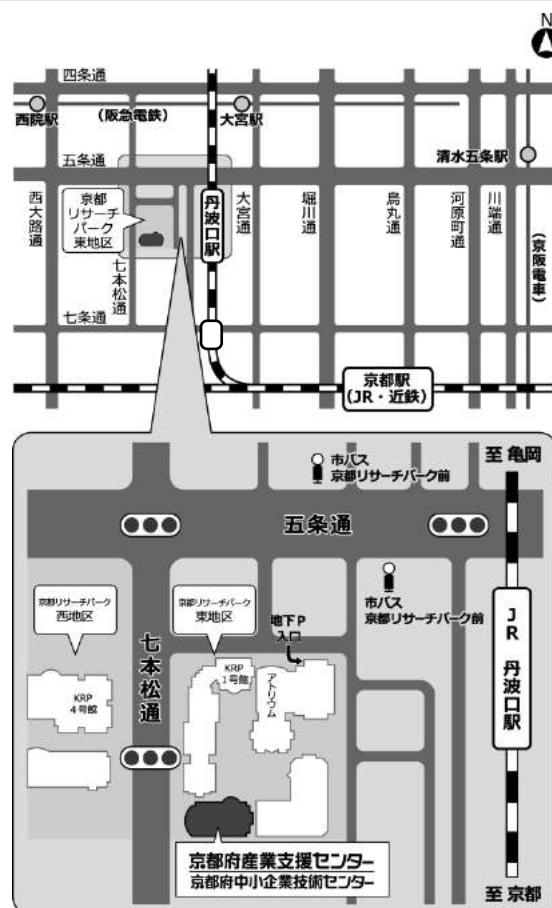 N
四条通
西院駅
(阪急電鉄)
大宮駅
五条通
清水五条駅
西大路通
京都
リサーチ
パーク
東地区
七本松通
丹波口駅
大宮通
堀川通
烏丸通
河原町通
川端通
(京阪電車)
七条通
京都駅
(JR・近鉄)
市バス
京都リサーチパーク前
至 亀岡
五条通
市バス
京都リサーチパーク前
京都リサーチパーク
西地区
京都リサーチパーク
東地区
地下P
入口
七本松通
KRP
4号館
KRP
1号館
アトリウム
JR 丹波口駅
京都府産業支援センター
京都府中小企業技術センター
至 京都